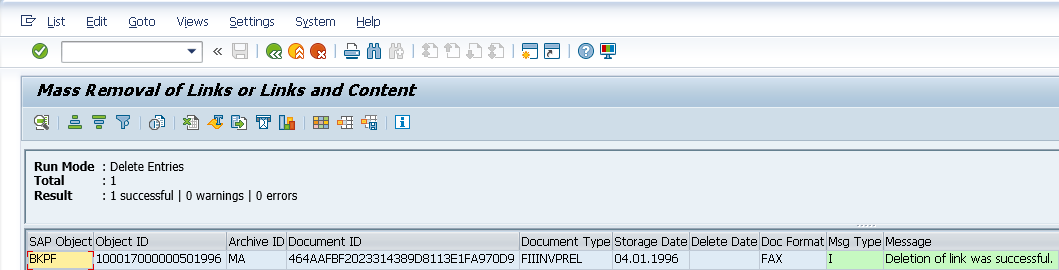 List Edit Goto Views Settings System Help
Mass Removal of Links or Links and Content
Run Mode : Delete Entries
Total : 1
Result : 1 successful | 0 warnings | 0 errors
SAP Object Object ID Archive ID Document ID Document Type Storage Date Delete Date Doc Format Msg Type Message
BKPF 100017000000501996 MA 464AAFBF2023314389D8113E1FA970D9 FIIINVPREL 04.01.1996 FAX I Deletion of link was successful.